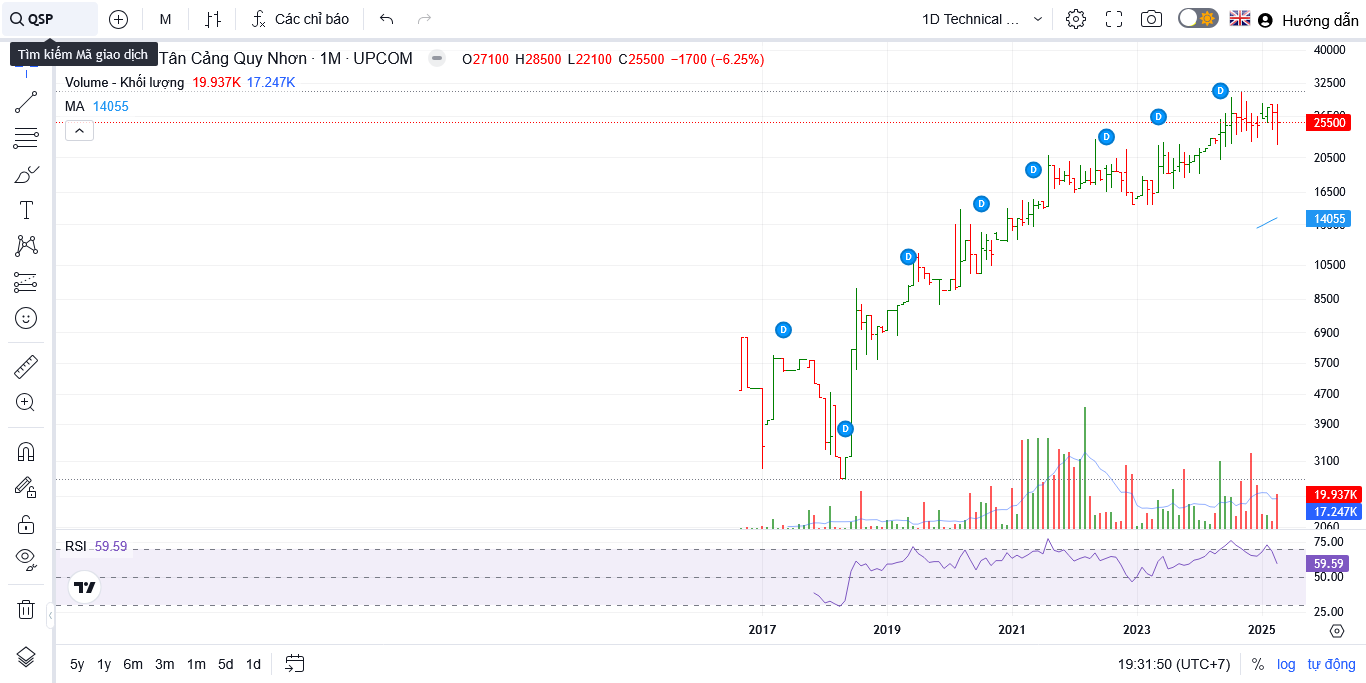 QSP
M
Các chỉ báo
1D Technical ...
Hướng dẫn
Tìm kiếm Mã giao dịch
Tân Cảng Quy Nhơn · 1M · UPCOM
O27100 H28500 L22100 C25500 −1700 (−6.25%)
Volume - Khối lượng 19.937K 17.247K
MA 14055
40000
32500
25500
20500
16500
14055
10500
8500
6900
5700
4700
3900
3100
19.937K
17.247K
2060
D
D
D
D
D
D
D
D
RSI 59.59
75.00
59.59
50.00
25.00
2017 2019 2021 2023 2025
5y 1y 6m 3m 1m 5d 1d
19:31:50 (UTC+7) % log tự động